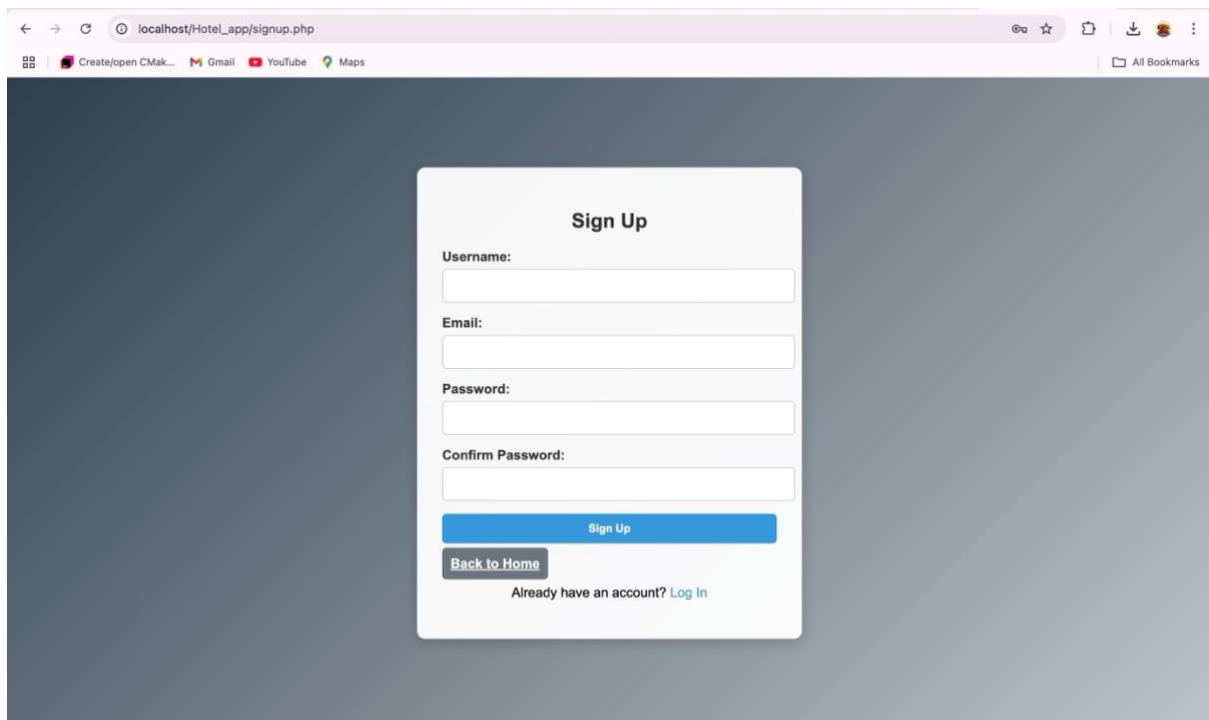 localhost/Hotel_app/signup.php
Create/open CMak... Gmail YouTube Maps All Bookmarks
Sign Up
Username:
Email:
Password:
Confirm Password:
Sign Up
Back to Home
Already have an account? Log In